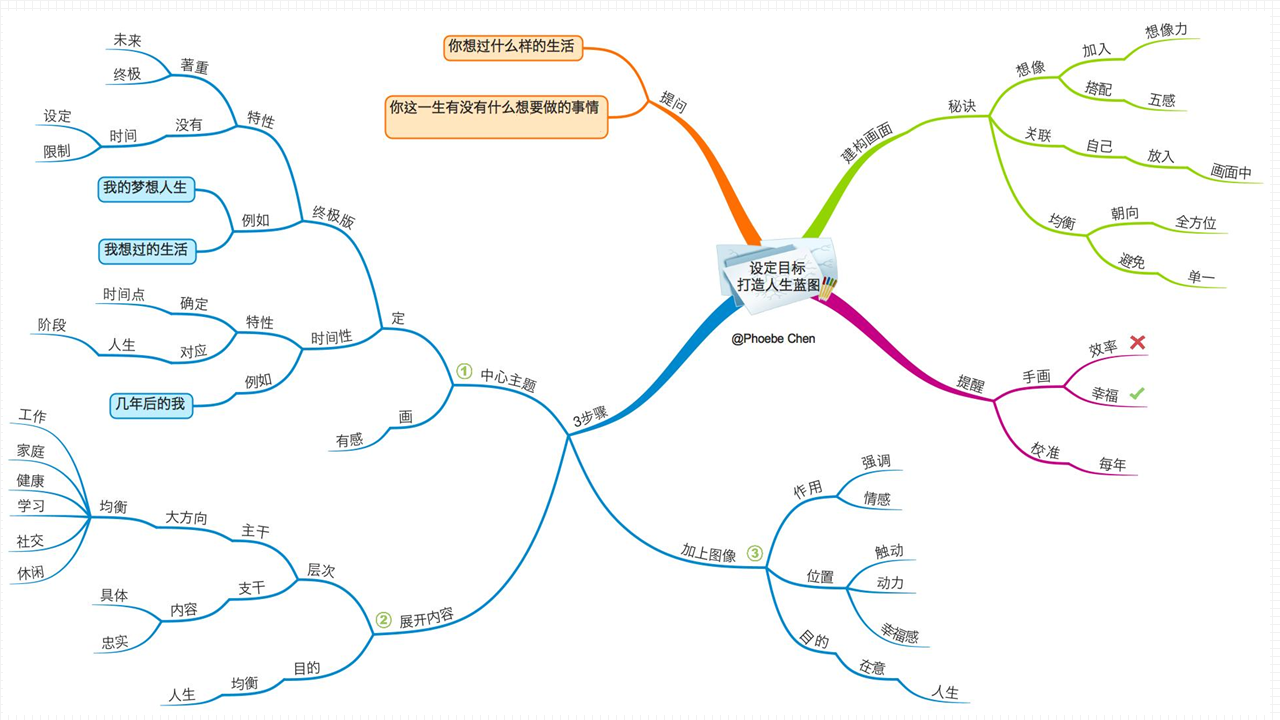 设定目标
打造人生蓝图
@Phoebe Chen
提问
你想过什么样的生活
你这一生有没有什么想要做的事情
建构画面
秘诀
想像
加入
想像力
搭配
五感
关联
自己
放入
画面中
均衡
朝向
全方位
避免
单一
提醒
手画
效率
幸福
校准
每年
3步骤
① 中心主题
定
终极版
特性
著重
未来
终极
没有
时间
设定
限制
例如
我的梦想人生
我想过的生活
时间性
特性
确定
时间点
对应
人生
阶段
例如
几年后的我
画
有感
② 展开内容
层次
主干
大方向
均衡
工作
家庭
健康
学习
社交
休闲
支干
内容
具体
忠实
目的
均衡
人生
加上图像 ③
作用
强调
情感
位置
触动
动力
幸福感
目的
在意
人生